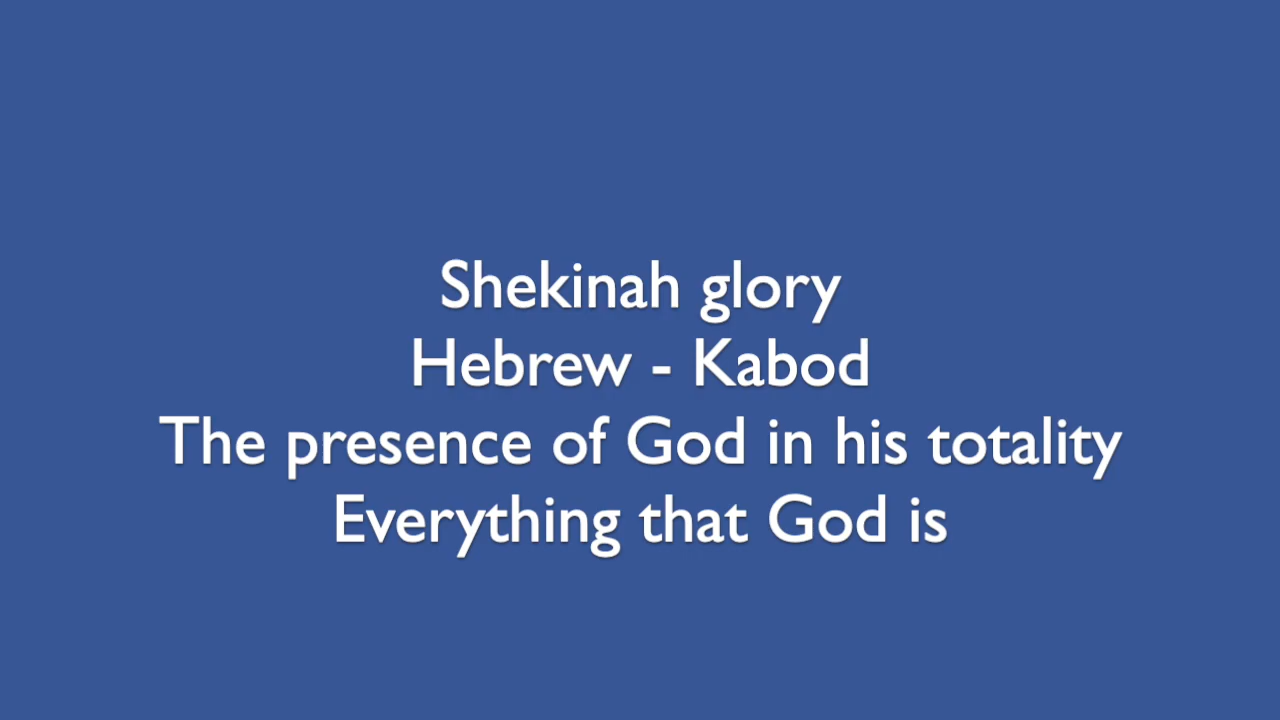 Shekinah glory
Hebrew - Kabod
The presence of God in his totality
Everything that God is